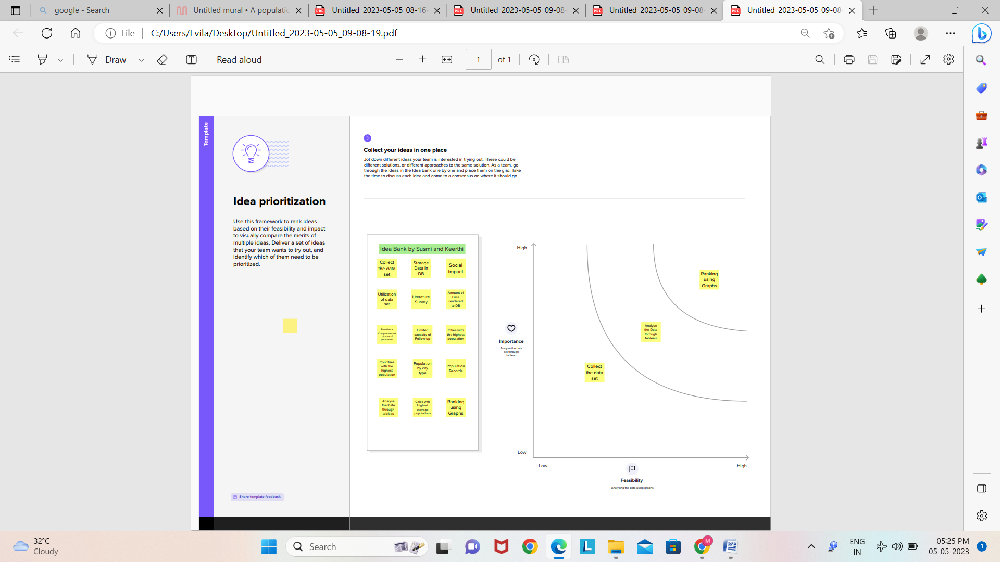 google - Search
Untitled mural • A populatio
Untitled_2023-05-05_08-16-
Untitled_2023-05-05_09-08-
Untitled_2023-05-05_09-08-
Untitled_2023-05-05_09-08-
File
C:/Users/Evila/Desktop/Untitled_2023-05-05_09-08-19.pdf
Draw
Read aloud
1
of 1
Template
Idea prioritization
Use this framework to rank ideas
based on their feasibility and impact
to visually compare the merits of
multiple ideas. Deliver a set of ideas
that your team wants to try out, and
identify which of them need to be
prioritized.
Share template feedback
Collect your ideas in one place
Jot down different ideas your team is interested in trying out. These could be
different solutions, or different approaches to the same solution. As a team, go
through the ideas in the Idea bank one by one and place them on the grid. Take
the time to discuss each idea and come to a consensus on where it should go.
Idea Bank by Susmi and Keerthi
Collect
the data
set
Storage
Data in
DB
Social
Impact
Utilization
of data
set
Literature
Survey
Amount of
Data
rendered
to DB
Provides a
Comprehensive
picture of
population
Limited
capacity of
Follow up
Cities with
the highest
population
Countries
with the
highest
population
Population
by city
type
Population
Records
Analyse
the Data
through
tableau
Cities with
Highest
average
populations
Ranking
using
Graphs
High
Importance
Analyse the data
set through
tableau
Low
Ranking
using
Graphs
Analyse
the Data
through
tableau
Collect
the data
set
Low
High
Feasibility
Analysing the data using graphs
32°C
Cloudy
Search
L
M
W
ENG
IN
05:25 PM
05-05-2023
1